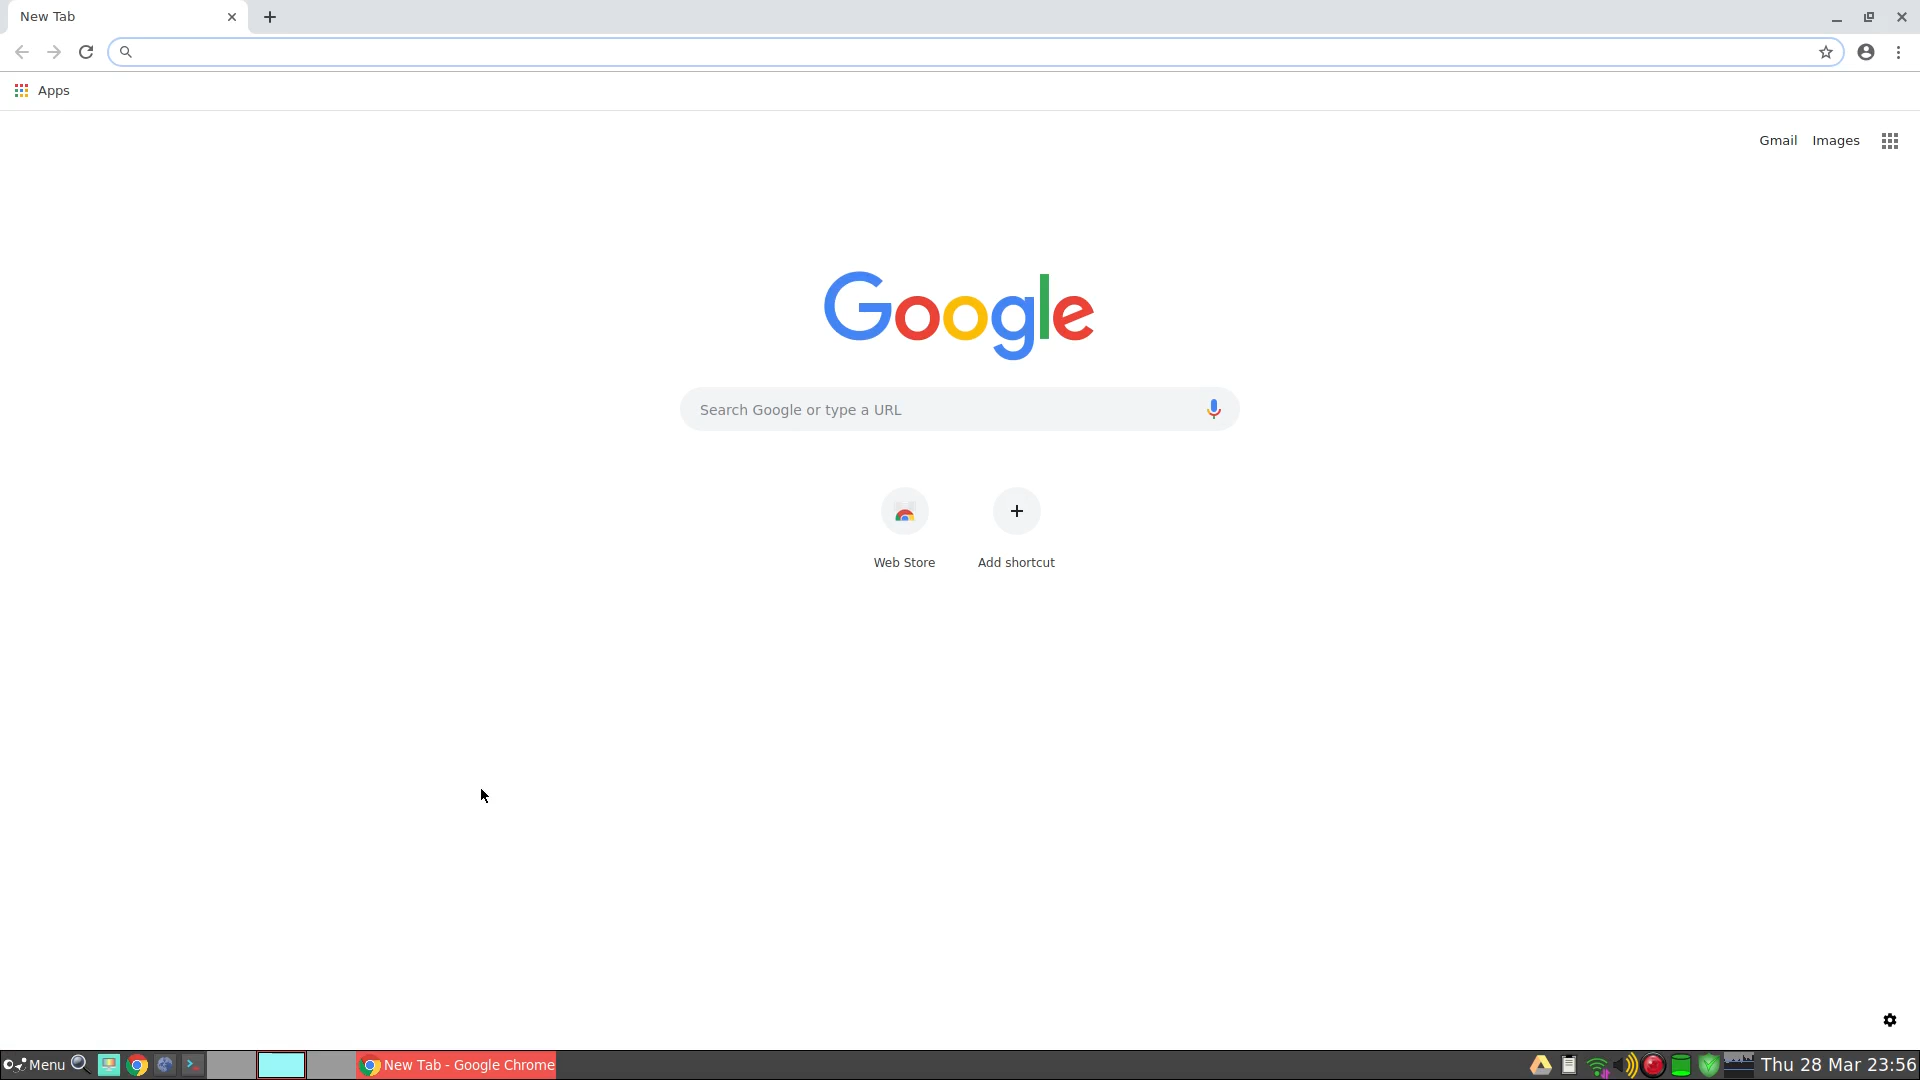 New Tab
Apps
Gmail Images
Google
Search Google or type a URL
Web Store Add shortcut
Menu New Tab - Google Chrome Thu 28 Mar 23:56